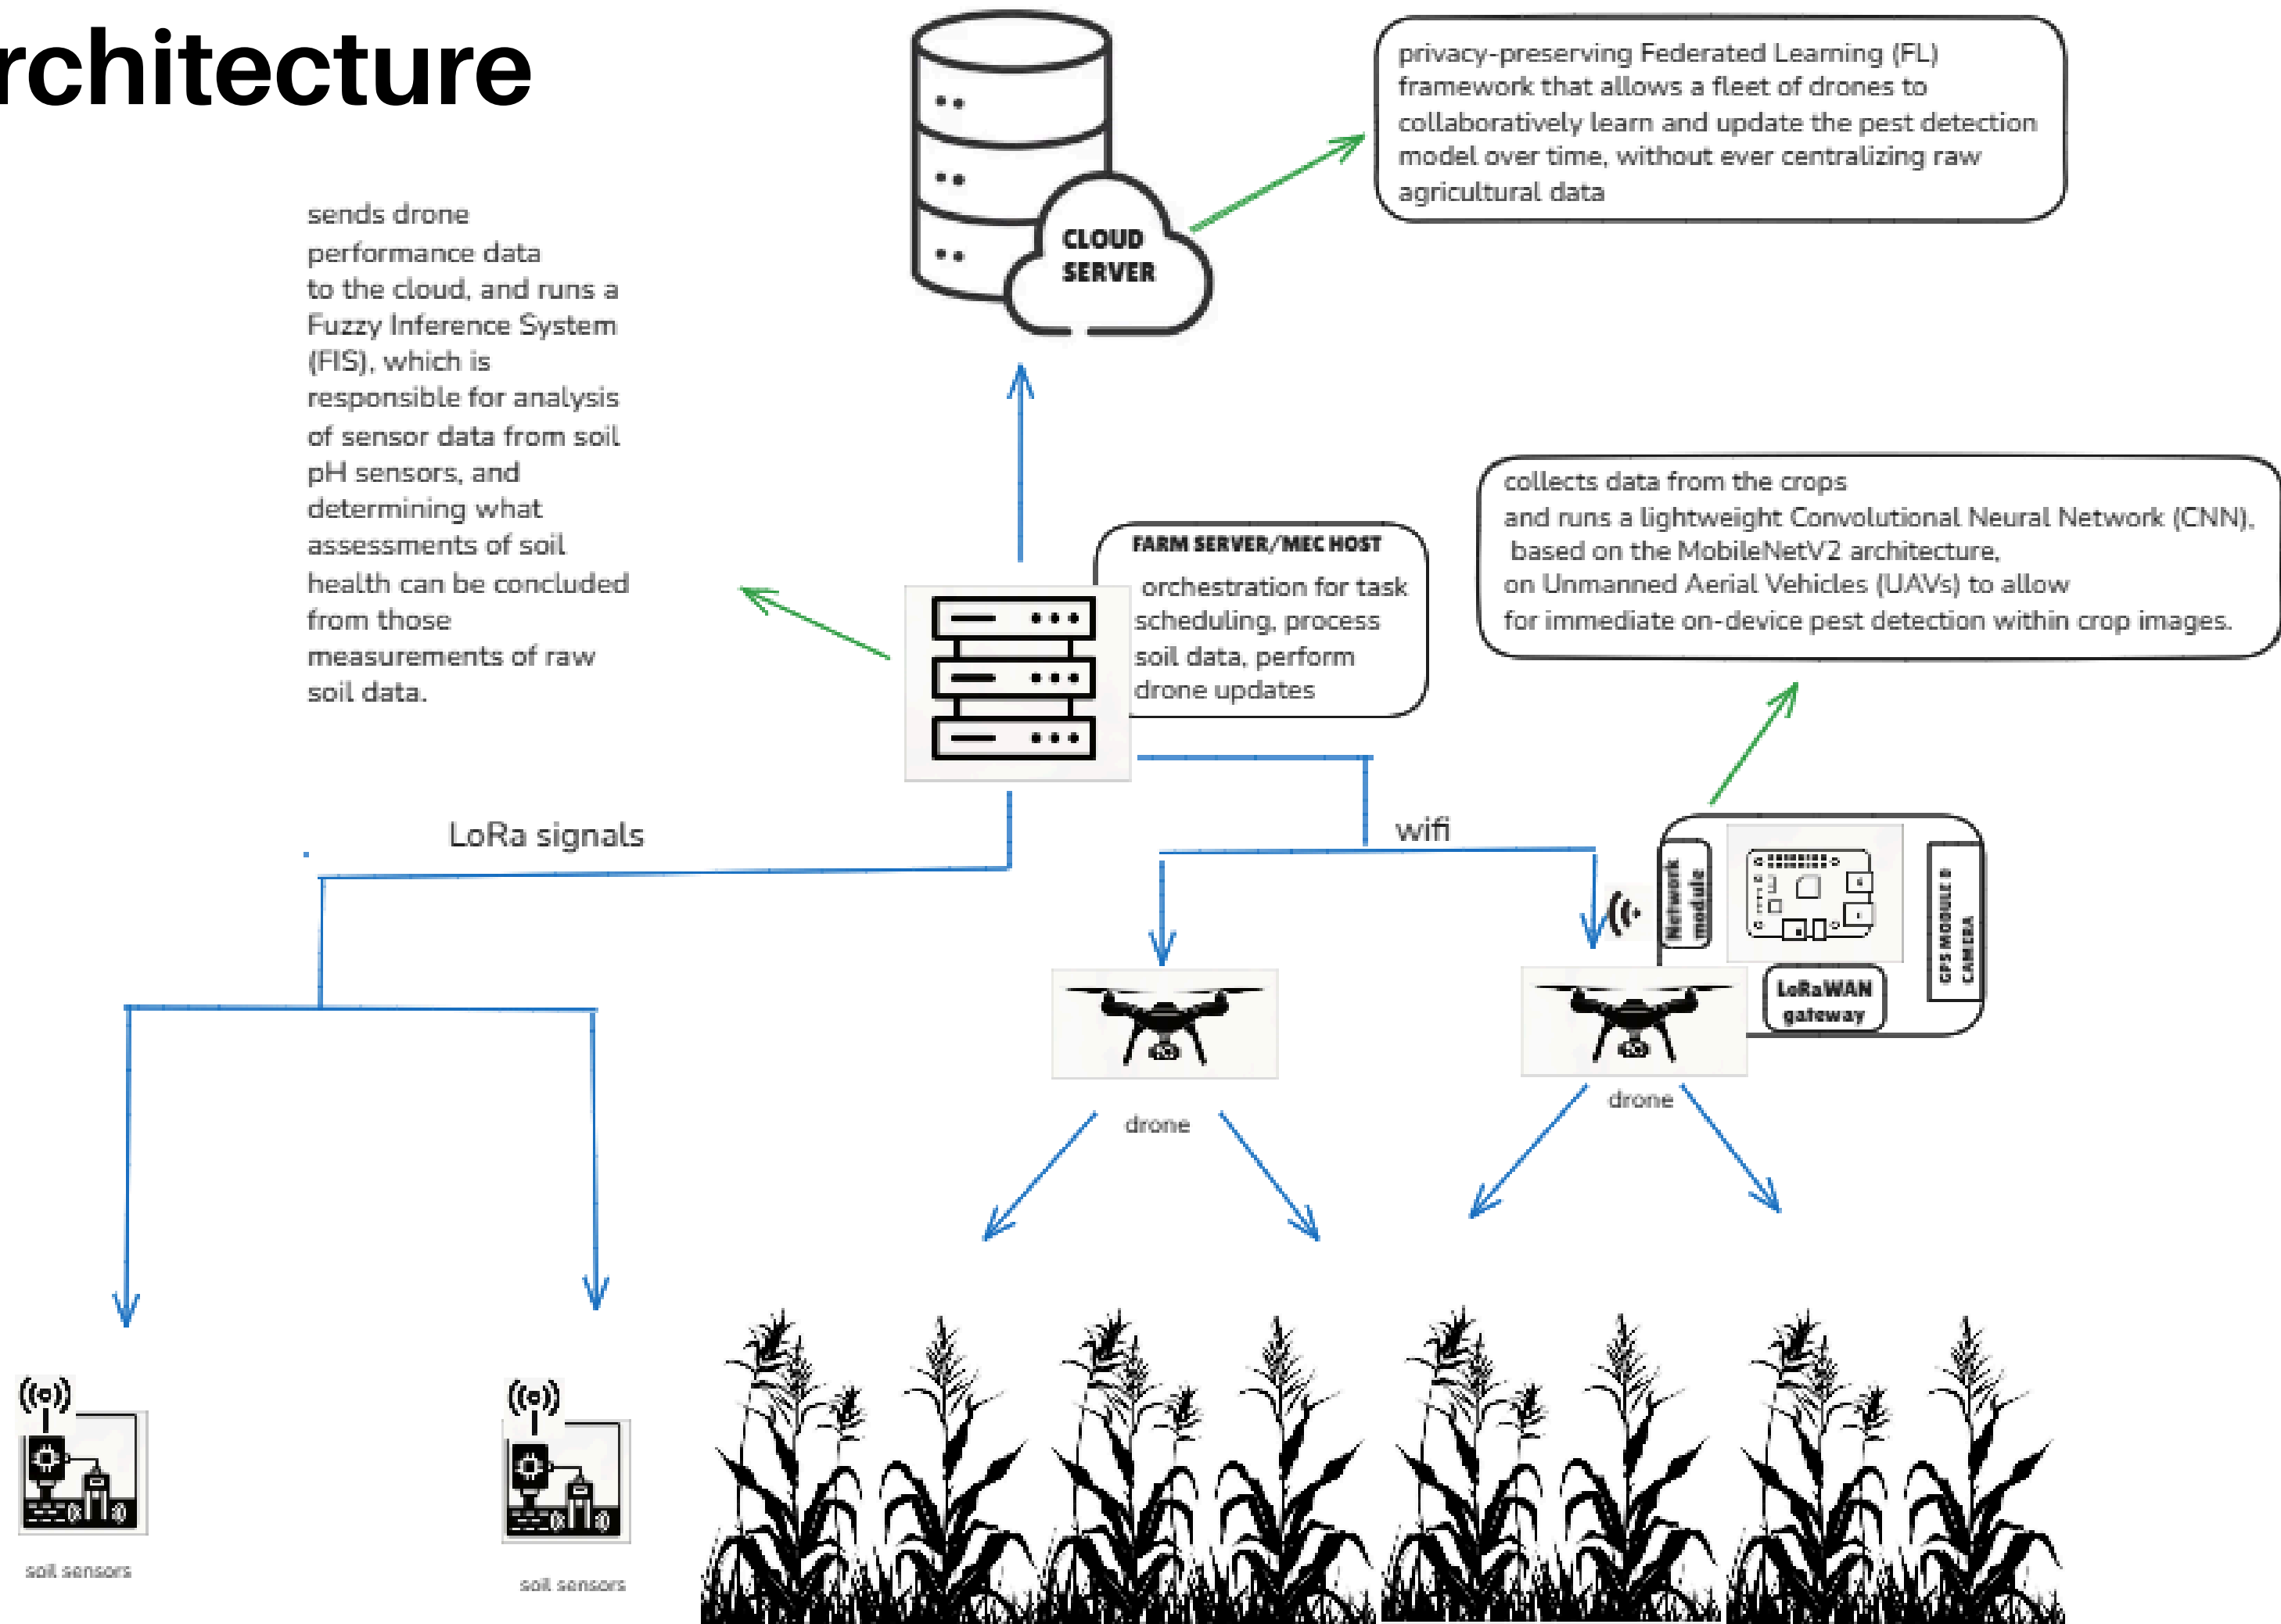 rchitecture
privacy-preserving Federated Learning (FL)
framework that allows a fleet of drones to
collaboratively learn and update the pest detection
model over time, without ever centralizing raw
agricultural data
CLOUD
SERVER
sends drone
performance data
to the cloud, and runs a
Fuzzy Inference System
(FIS), which is
responsible for analysis
of sensor data from soil
pH sensors, and
determining what
assessments of soil
health can be concluded
from those
measurements of raw
soil data.
FARM SERVER/MEC HOST
orchestration for task
scheduling, process
soil data, perform
drone updates
collects data from the crops
and runs a lightweight Convolutional Neural Network (CNN),
based on the MobileNetV2 architecture,
on Unmanned Aerial Vehicles (UAVs) to allow
for immediate on-device pest detection within crop images.
LoRa signals
wifi
Network
module
GPS MODULE &
CAMERA
LoRaWAN
gateway
drone
drone
soil sensors
soil sensors